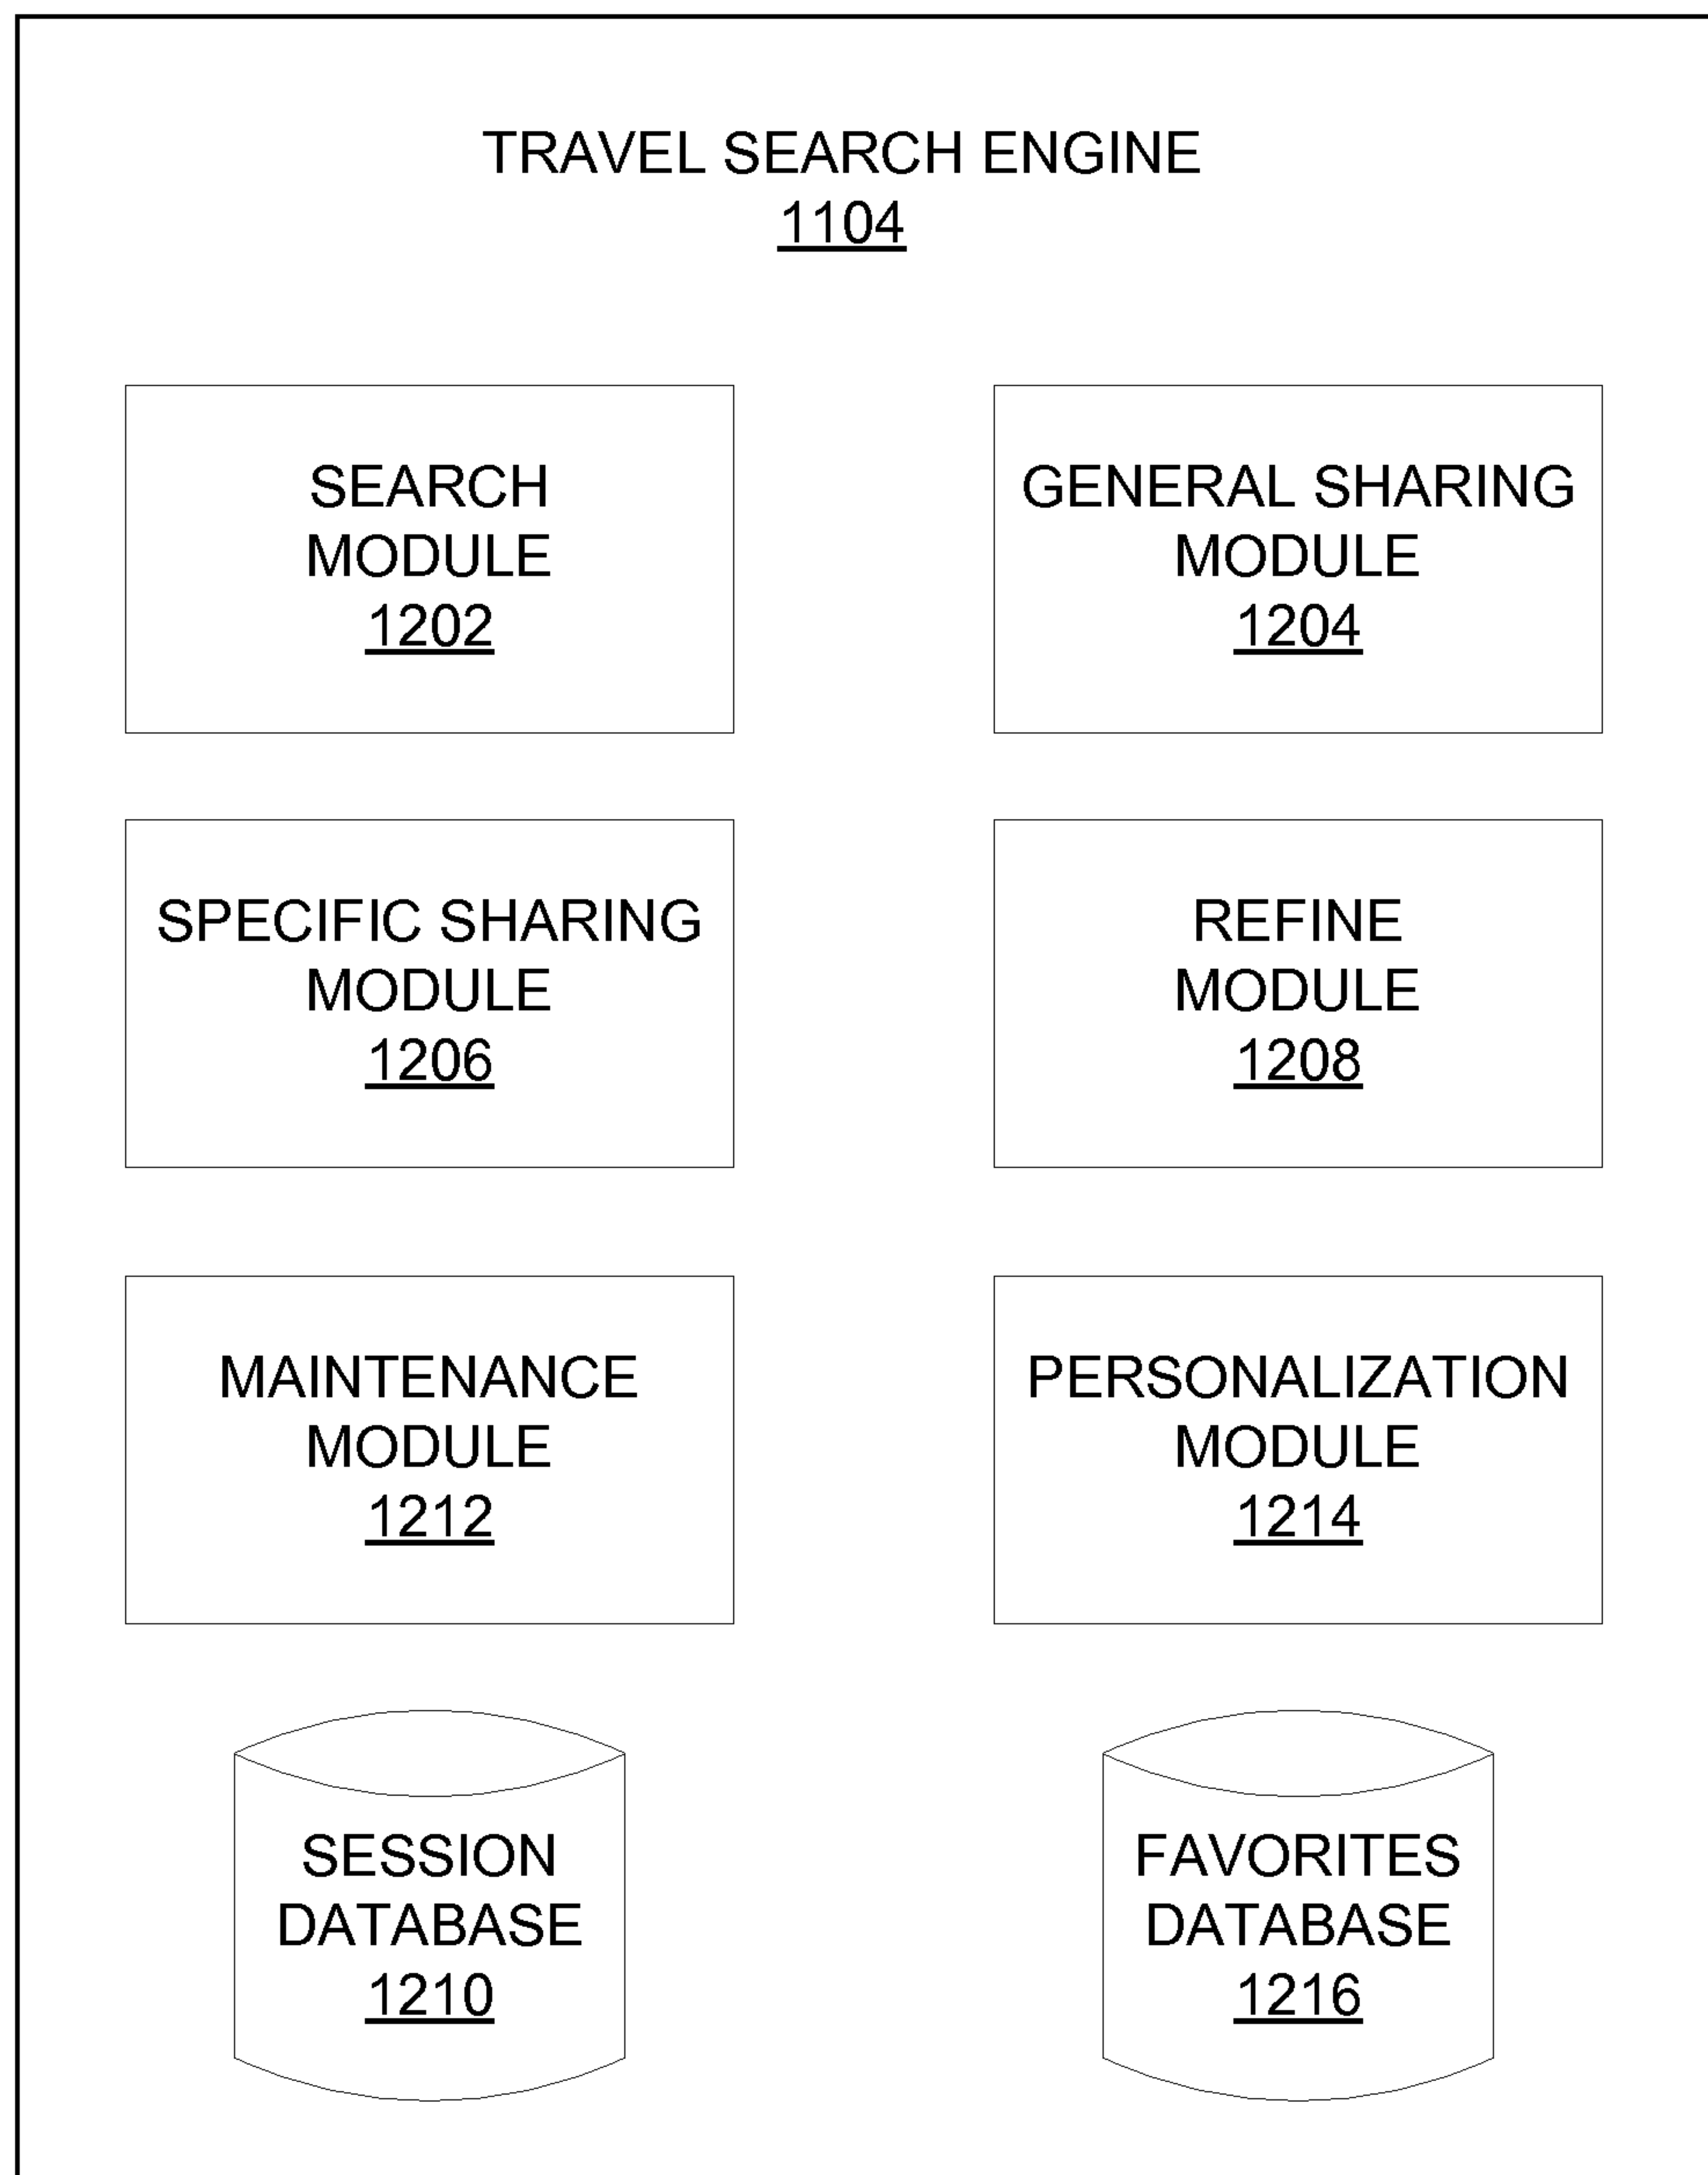 TRAVEL SEARCH ENGINE
1104
SEARCH
MODULE
1202
GENERAL SHARING
MODULE
1204
SPECIFIC SHARING
MODULE
1206
REFINE
MODULE
1208
MAINTENANCE
MODULE
1212
PERSONALIZATION
MODULE
1214
SESSION
DATABASE
1210
FAVORITES
DATABASE
1216